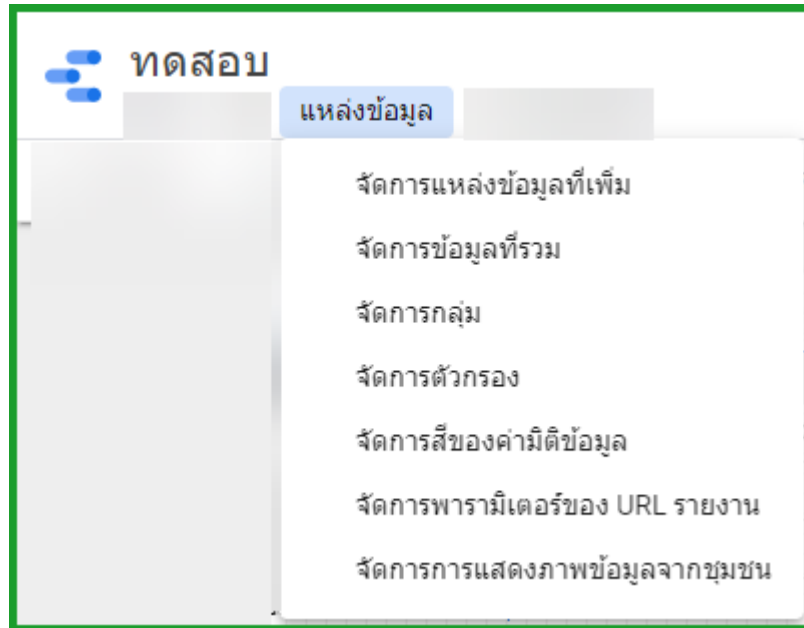 ทดสอบ
แหล่งข้อมูล
จัดการแหล่งข้อมูลที่เพิ่ม
จัดการข้อมูลที่รวม
จัดการกลุ่ม
จัดการตัวกรอง
จัดการสีของค่ามิติข้อมูล
จัดการพารามิเตอร์ของ URL รายงาน
จัดการการแสดงภาพข้อมูลจากชุมชน